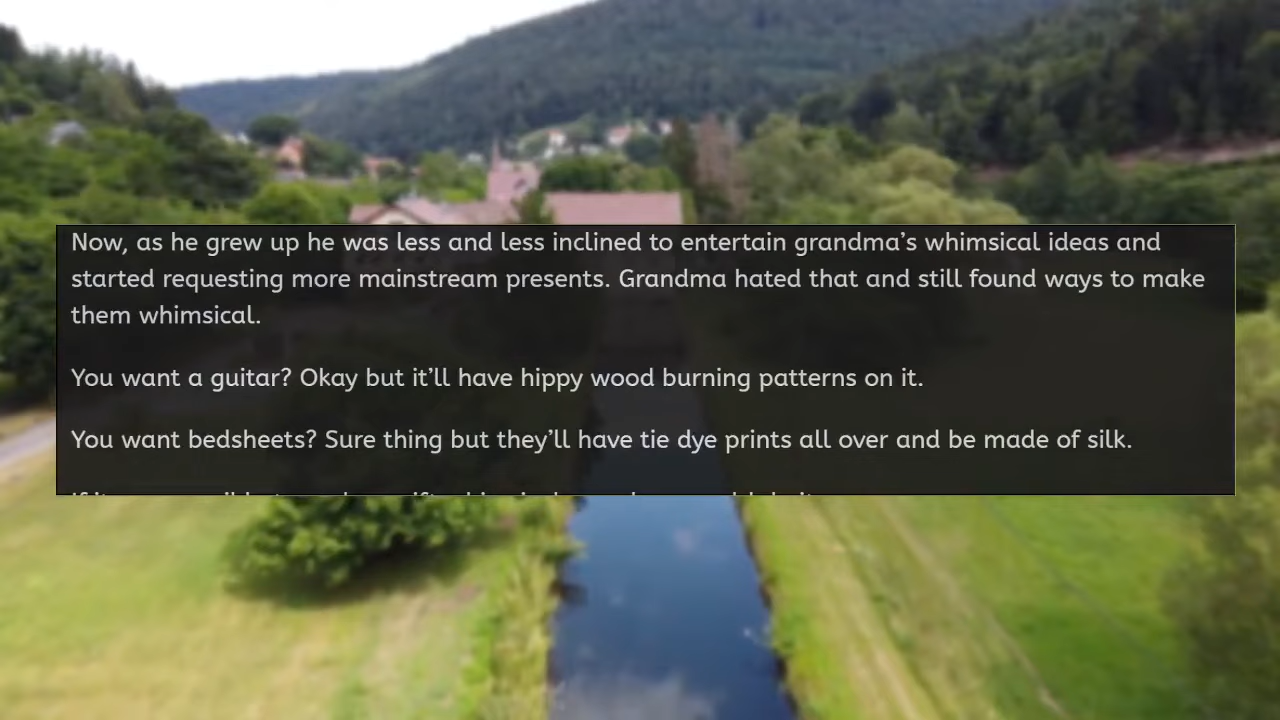 Now, as he grew up he was less and less inclined to entertain grandma’s whimsical ideas and
started requesting more mainstream presents. Grandma hated that and still found ways to make
them whimsical.
You want a guitar? Okay but it’ll have hippy wood burning patterns on it.
You want bedsheets? Sure thing but they’ll have tie dye prints all over and be made of silk.